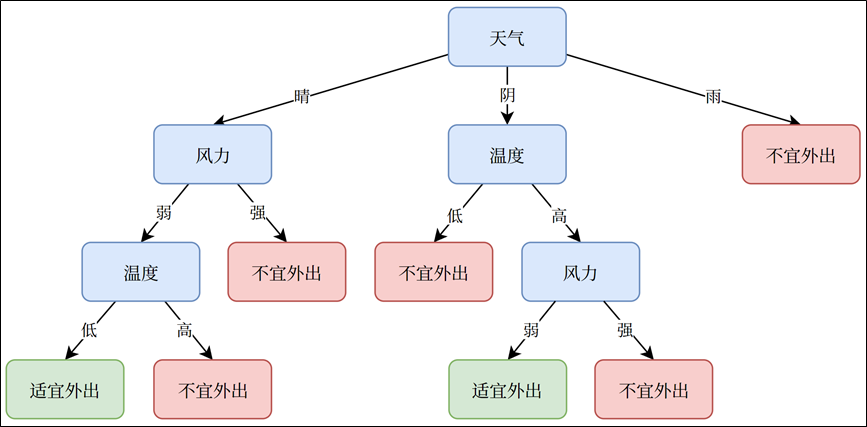 天气
晴
阴
雨
风力
温度
不宜外出
弱
强
低
高
温度
不宜外出
不宜外出
风力
低
高
弱
强
适宜外出
不宜外出
适宜外出
不宜外出